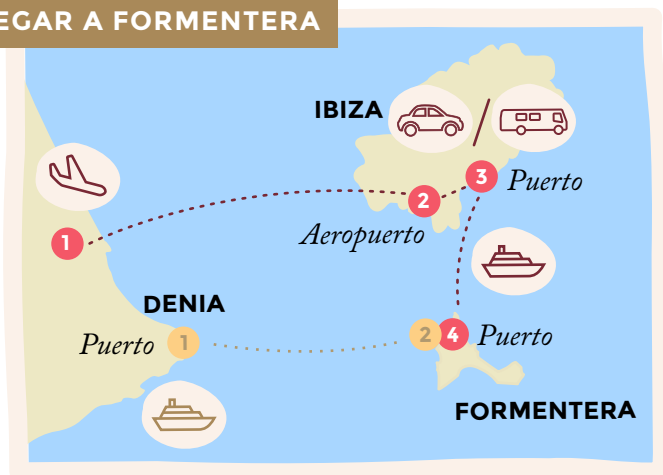 EGAR A FORMENTERA
IBIZA
3 Puerto
2
Aeropuerto
1
DENIA
Puerto 1
2 4 Puerto
FORMENTERA